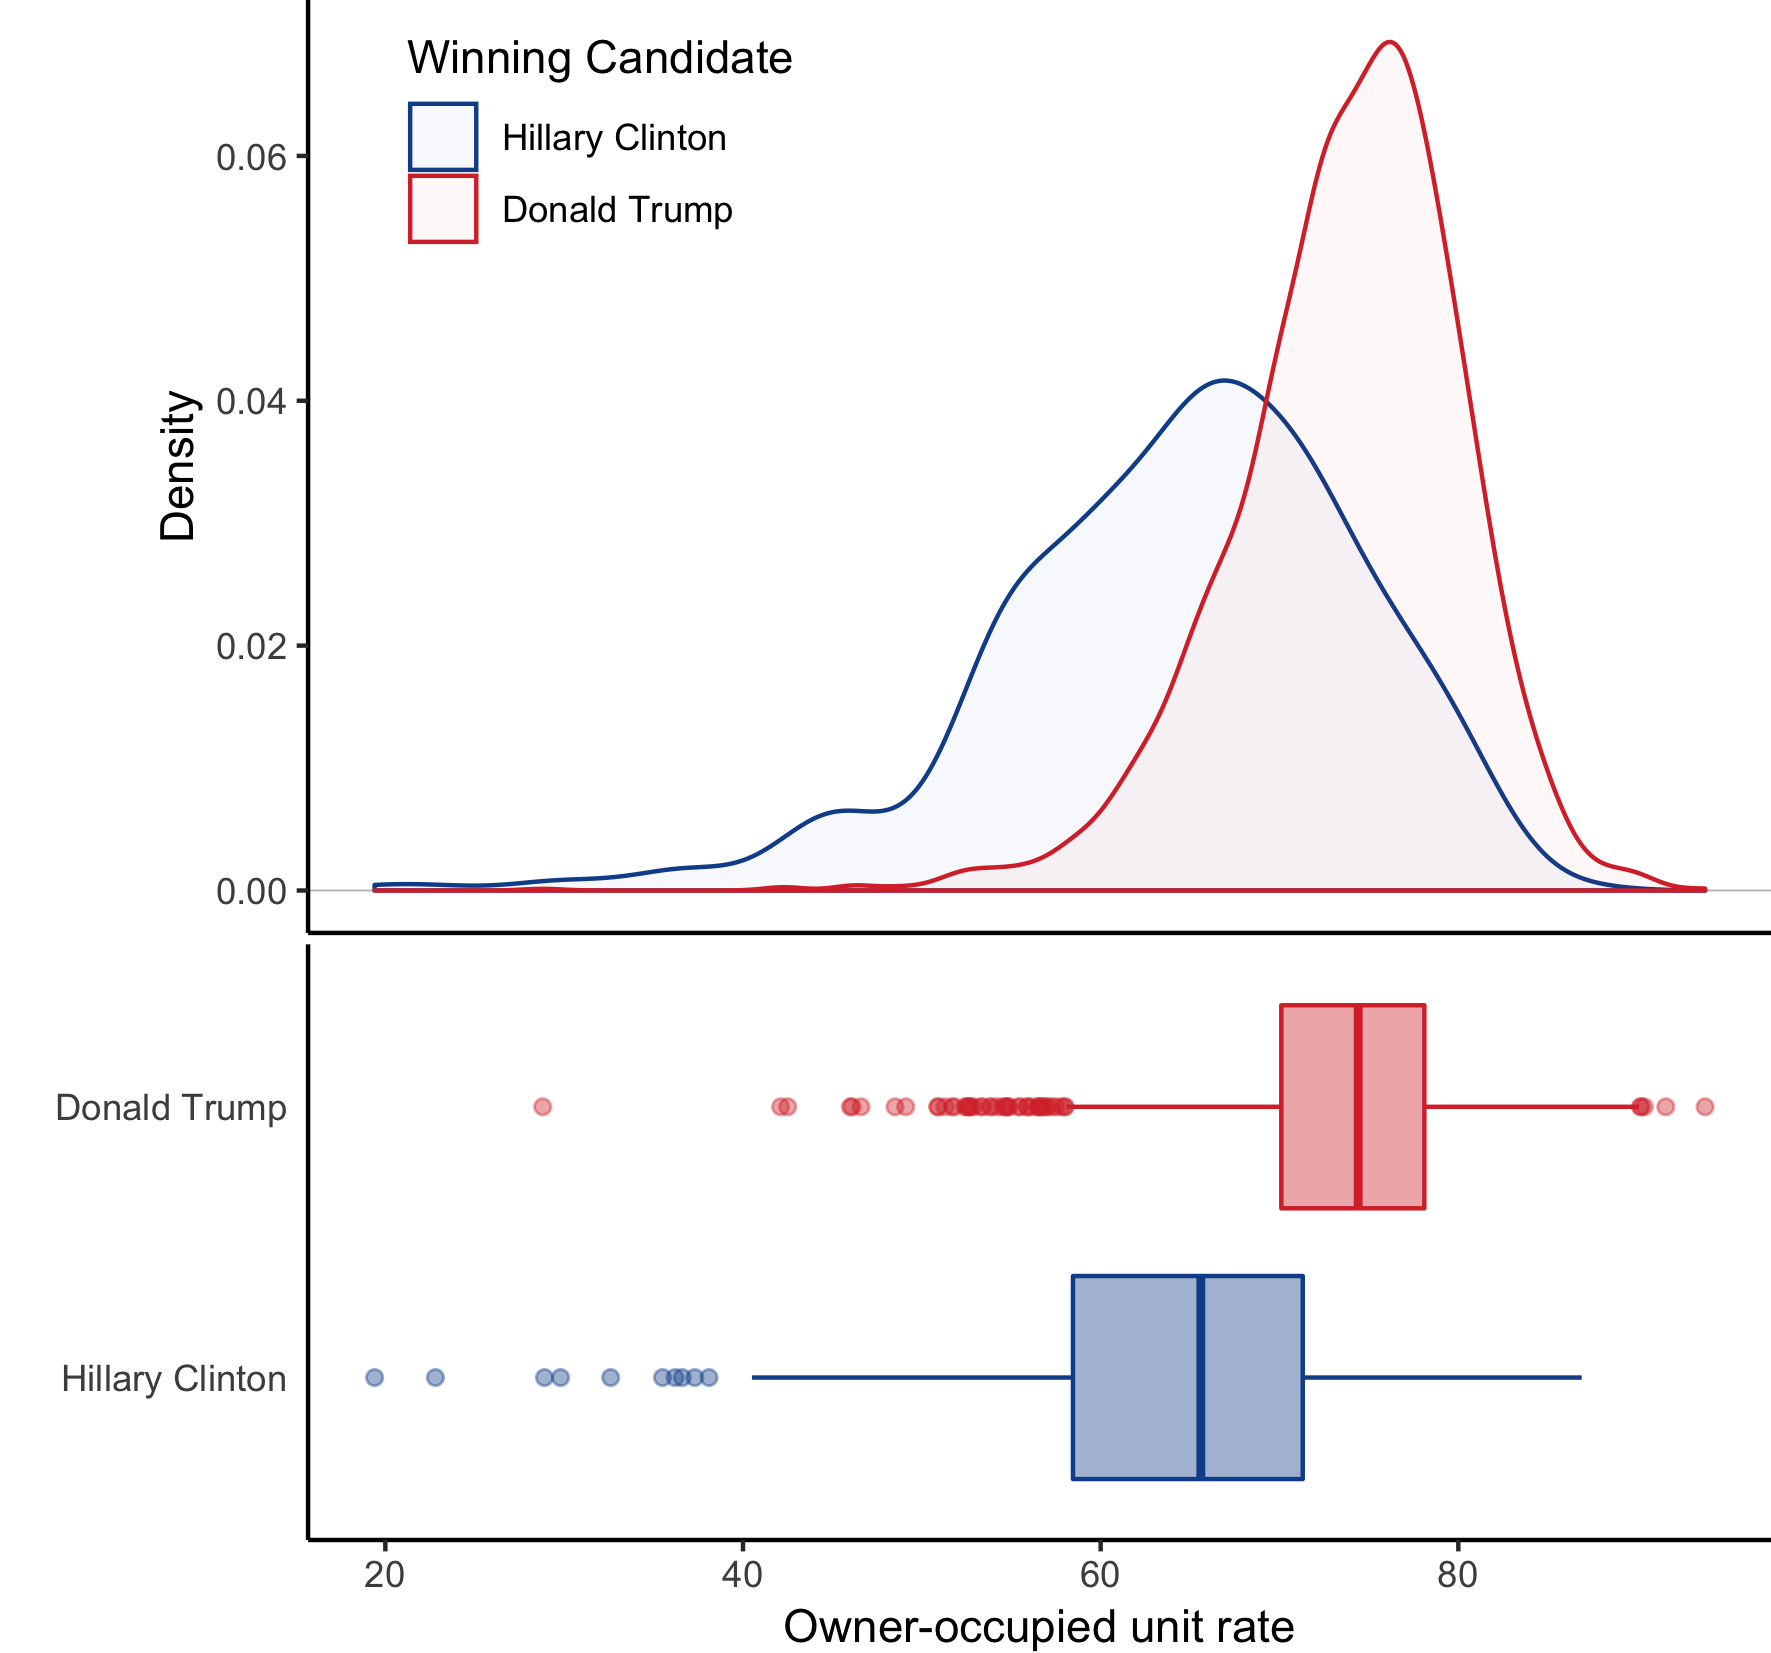 Winning Candidate
Hillary Clinton
Donald Trump
Density
0.06
0.04
0.02
0.00
Donald Trump
Hillary Clinton
20 40 60 80
Owner-occupied unit rate